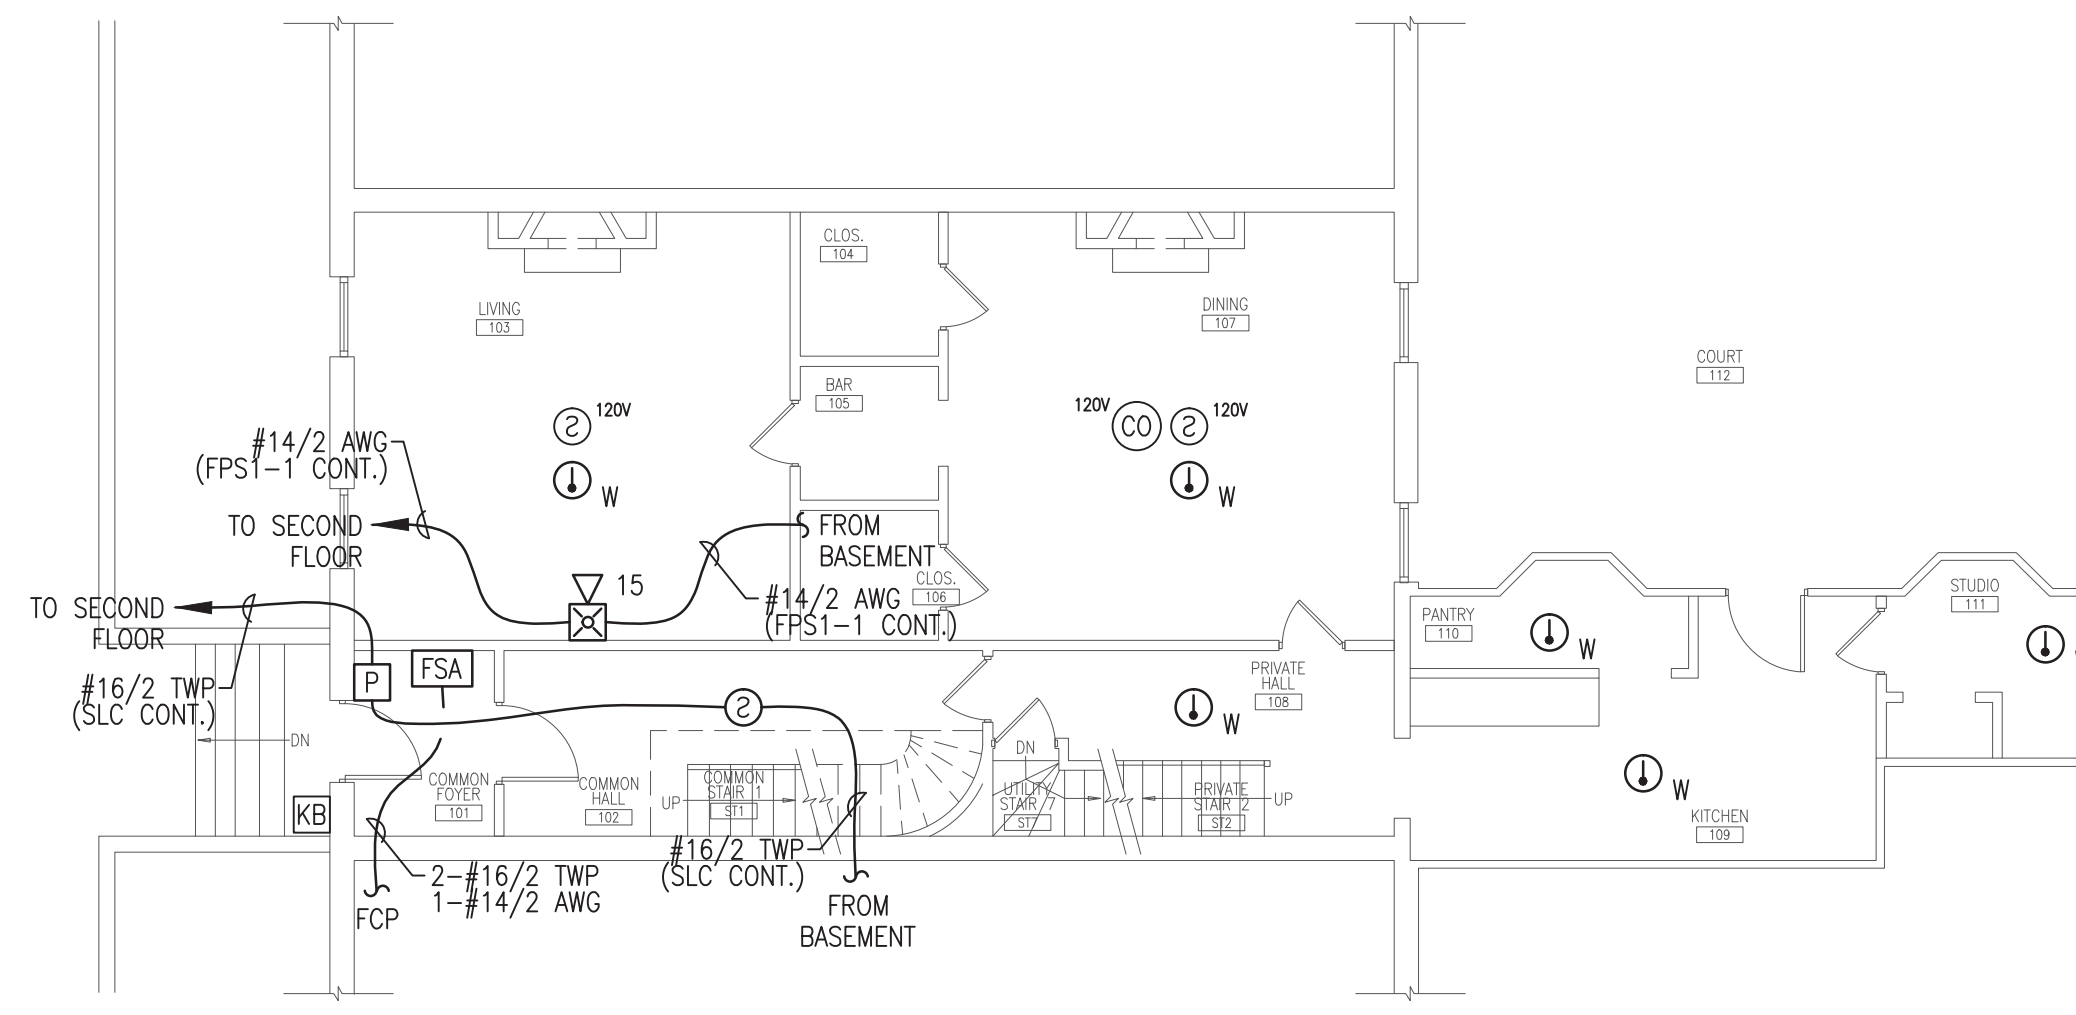 CLOS.
104
LIVING
103
DINING
107
COURT
112
BAR
105
120V
S
120V
CO
S
120V
#14/2 AWG
(FPS1-1 CONT.)
W
W
TO SECOND
FLOOR
FROM
BASEMENT
CLOS.
106
15
#14/2 AWG
(FPS1-1 CONT.)
STUDIO
111
PANTRY
110
W
TO SECOND
FLOOR
#16/2 TWP
(SLC CONT.)
P
FSA
S
PRIVATE
HALL
108
W
DN
DN
COMMON
FOYER
101
COMMON
HALL
102
COMMON
STAIR 1
ST1
UP
UTILITY
STAIR 7
ST7
PRIVATE
STAIR 2
ST2
UP
W
KITCHEN
109
KB
#16/2 TWP
(SLC CONT.)
2-#16/2 TWP
1-#14/2 AWG
FCP
FROM
BASEMENT